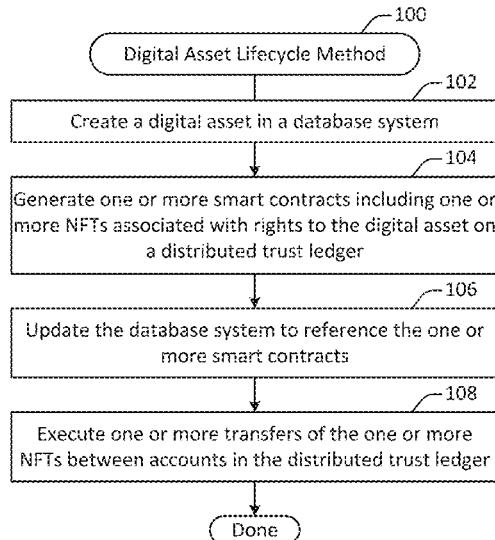 100
Digital Asset Lifecycle Method
102
Create a digital asset in a database system
104
Generate one or more smart contracts including one or
more NFTs associated with rights to the digital asset on
a distributed trust ledger
106
Update the database system to reference the one or
more smart contracts
108
Execute one or more transfers of the one or more
NFTs between accounts in the distributed trust ledger
Done